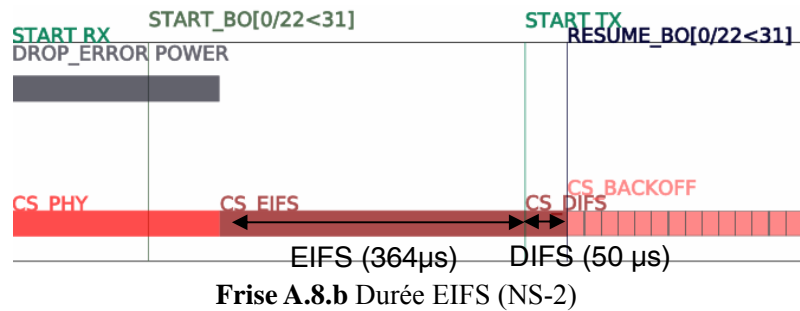 START_BO[0/22<31]
START TX
START RX
RESUME_BO[0/22<31]
DROP_ERROR POWER
CS_BACKOFF
CS_PHY
CS_EIFS
CS_DIFS
EIFS (364µs)
DIFS (50 µs)
Frise A.8.b Durée EIFS (NS-2)